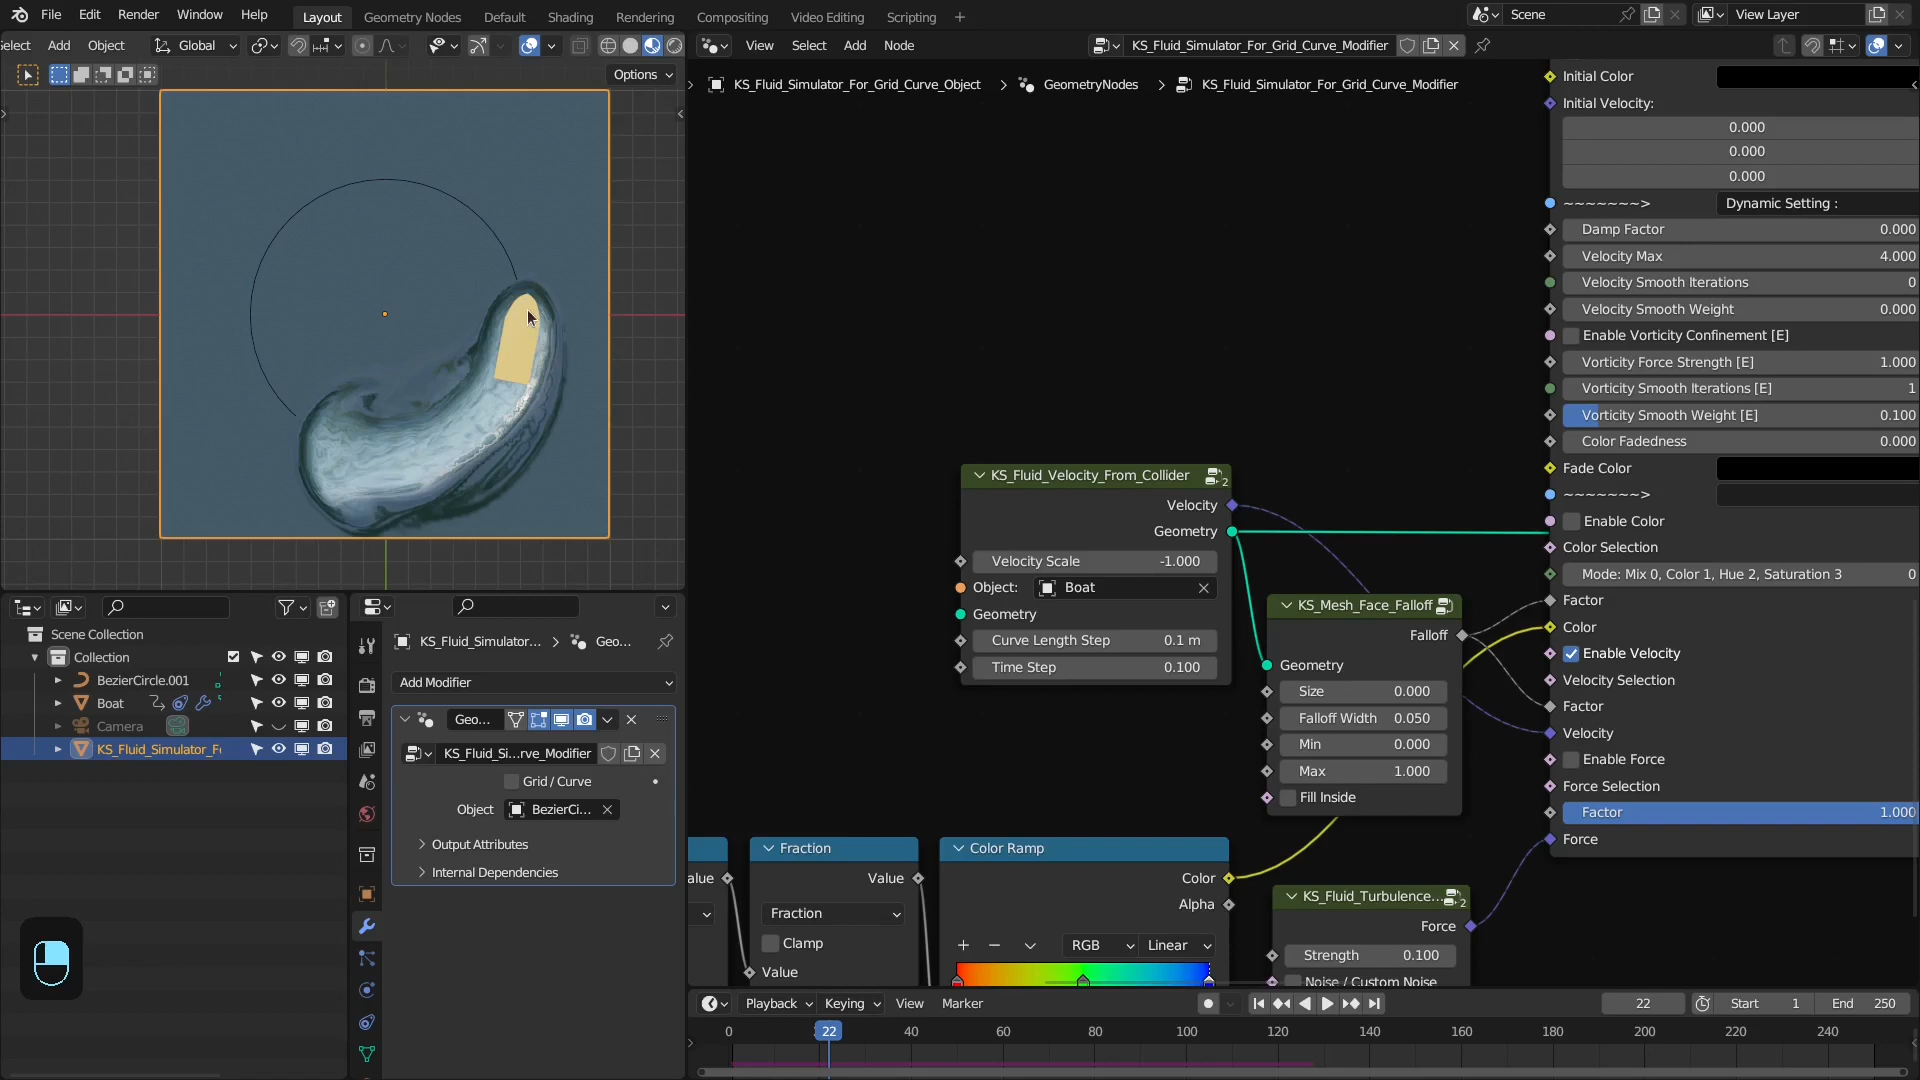 File Edit Render Window Help Layout Geometry Nodes Default Shading Rendering Compositing Video Editing Scripting Scene View Layer
elect Add Object Global View Select Add Node KS_Fluid_Simulator_For_Grid_Curve_Modifier
Options
KS_Fluid_Simulator_For_Grid_Curve_Object GeometryNodes KS_Fluid_Simulator_For_Grid_Curve_Modifier
Initial Color
Initial Velocity:
0.000
0.000
0.000
~~~~~~~> Dynamic Setting :
Damp Factor 0.000
Velocity Max 4.000
Velocity Smooth Iterations 0
Velocity Smooth Weight 0.000
Enable Vorticity Confinement [E]
Vorticity Force Strength [E] 1.000
Vorticity Smooth Iterations [E] 1
Vorticity Smooth Weight [E] 0.100
Color Fadedness 0.000
Fade Color
~~~~~~~>
Enable Color
Color Selection
Mode: Mix 0, Color 1, Hue 2, Saturation 3 0
Factor
Color
Enable Velocity
Velocity Selection
Factor
Velocity
Enable Force
Force Selection
Factor 1.000
Force
KS_Fluid_Velocity_From_Collider 2
Velocity
Geometry
Velocity Scale -1.000
Object: Boat
Geometry
Curve Length Step 0.1 m
Time Step 0.100
KS_Mesh_Face_Falloff
Falloff
Geometry
Size 0.000
Falloff Width 0.050
Min 0.000
Max 1.000
Fill Inside
alue
Fraction
Value
Fraction
Clamp
Value
Color Ramp
Color
Alpha
RGB Linear
KS_Fluid_Turbulence... 2
Force
Strength 0.100
Noise / Custom Noise
Scene Collection
Collection
BezierCircle.001
Boat
Camera
KS_Fluid_Simulator_F
KS_Fluid_Simulator... Geo...
Add Modifier
Geo...
KS_Fluid_Si...rve_Modifier
Grid / Curve
Object BezierCi...
Output Attributes
Internal Dependencies
Playback Keying View Marker 22 Start 1 End 250
0 22 40 60 80 100 120 140 160 180 200 220 240